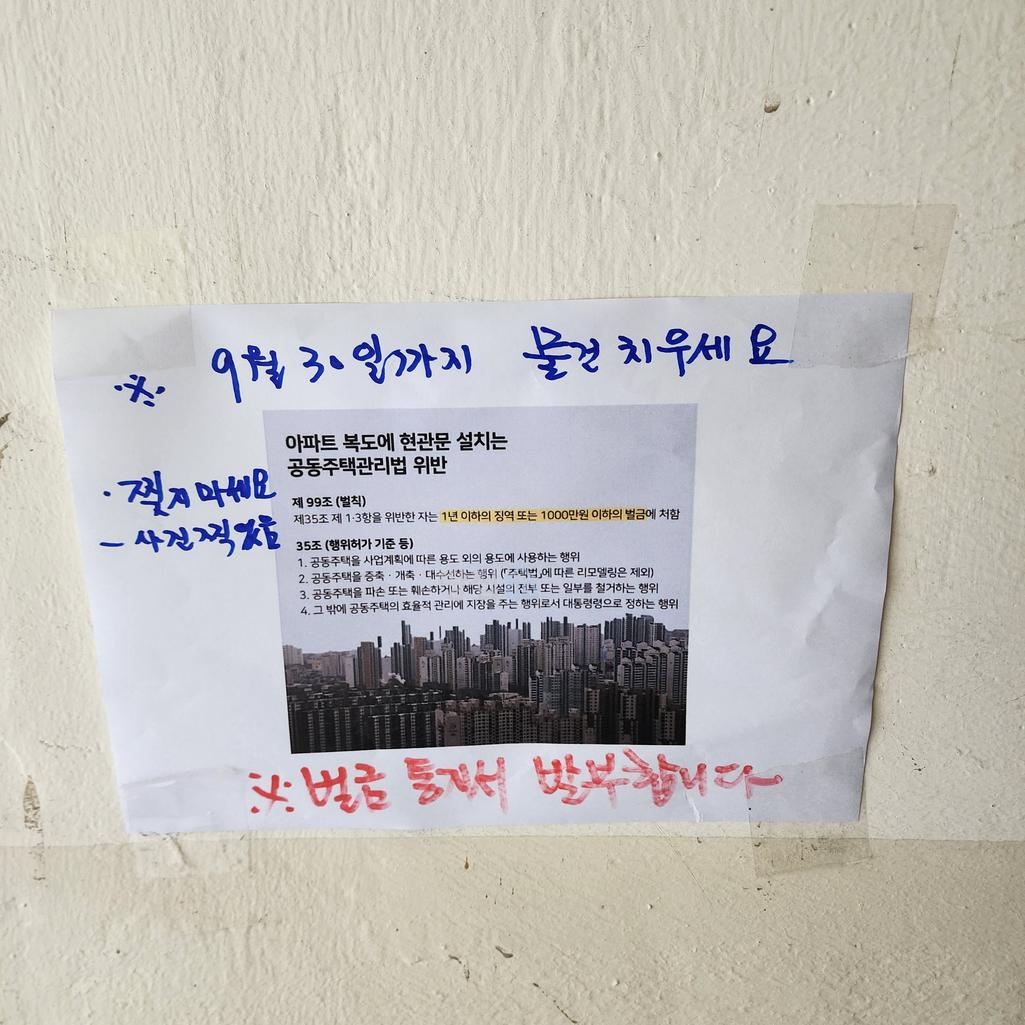 ※ 9월 30일까지 물건 치우세요
· 찢지마세요
- 사진 찍었음
아파트 복도에 현관문 설치는
공동주택관리법 위반
제 99조 (벌칙)
제35조 제 1·3항을 위반한 자는 1년 이하의 징역 또는 1000만원 이하의 벌금에 처함
35조 (행위허가 기준 등)
1. 공동주택을 사업계획에 따른 용도 외의 용도에 사용하는 행위
2. 공동주택을 증축 · 개축 · 대수선하는 행위 (「주택법」에 따른 리모델링은 제외)
3. 공동주택을 파손 또는 훼손하거나 해당 시설의 전부 또는 일부를 철거하는 행위
4. 그 밖에 공동주택의 효율적 관리에 지장을 주는 행위로서 대통령령으로 정하는 행위
※ 벌금 통지서 발부합니다